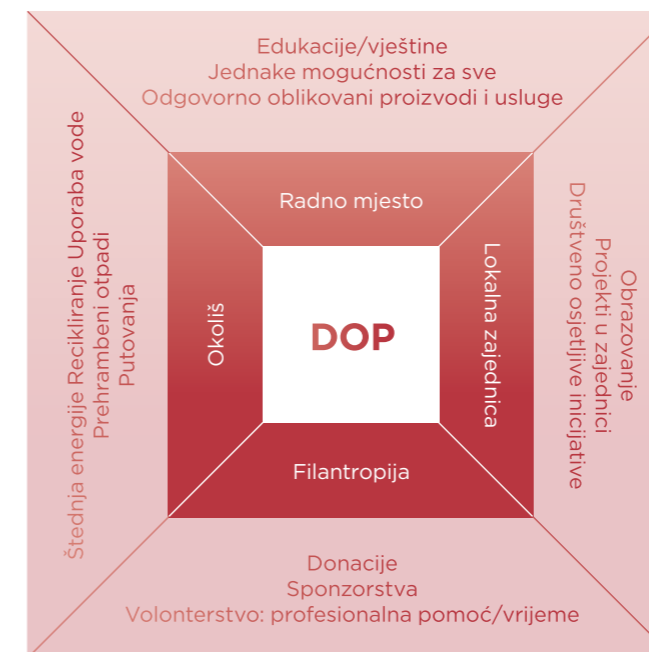 Edukacije/vještine
Jednake mogućnosti za sve
Odgovorno oblikovani proizvodi i usluge
Radno mjesto
Štednja energije Recikliranje Uporaba vode
Prehrambeni otpadi
Putovanja
Okoliš
DOP
Lokalna zajednica
Obrazovanje
Projekti u zajednici
Društveno osjetljive inicijative
Filantropija
Donacije
Sponzorstva
Volonterstvo: profesionalna pomoć/vrijeme